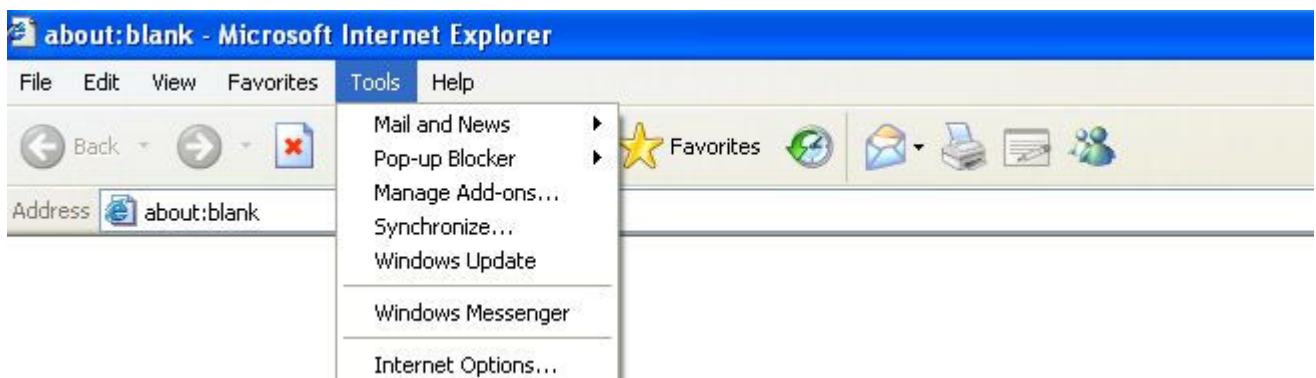 about:blank - Microsoft Internet Explorer
File Edit View Favorites Tools Help
Back Favorites
Address about:blank
Mail and News
Pop-up Blocker
Manage Add-ons...
Synchronize...
Windows Update
Windows Messenger
Internet Options...